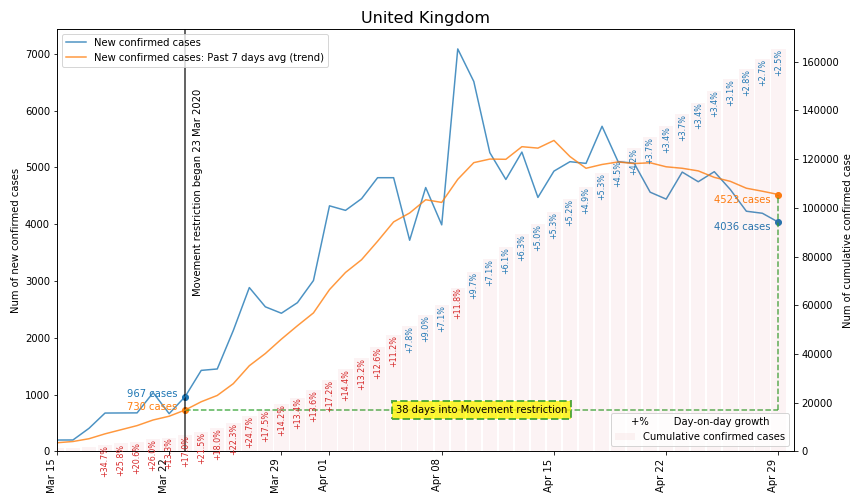 United Kingdom
New confirmed cases
New confirmed cases: Past 7 days avg (trend)
Num of new confirmed cases
7000
6000
5000
4000
3000
2000
1000
0
Movement restriction began 23 Mar 2020
967 cases
730 cases
4523 cases
4036 cases
38 days into Movement restriction
+34.7%
+25.8%
+20.6%
+26.0%
+13.3%
+17.0%
+21.5%
+18.0%
+22.3%
+24.7%
+17.5%
+14.2%
+13.4%
+13.6%
+17.2%
+14.4%
+13.2%
+12.6%
+11.2%
+7.8%
+9.0%
+7.1%
+11.8%
+9.7%
+7.1%
+6.1%
+6.3%
+5.0%
+5.3%
+5.2%
+4.9%
+5.3%
+4.5%
+4.2%
+3.7%
+3.4%
+3.7%
+3.4%
+3.4%
+3.1%
+2.8%
+2.7%
+2.5%
+% Day-on-day growth
Cumulative confirmed cases
160000
140000
120000
100000
80000
60000
40000
20000
0
Num of cumulative confirmed case
Mar 15
Mar 22
Mar 29
Apr 01
Apr 08
Apr 15
Apr 22
Apr 29